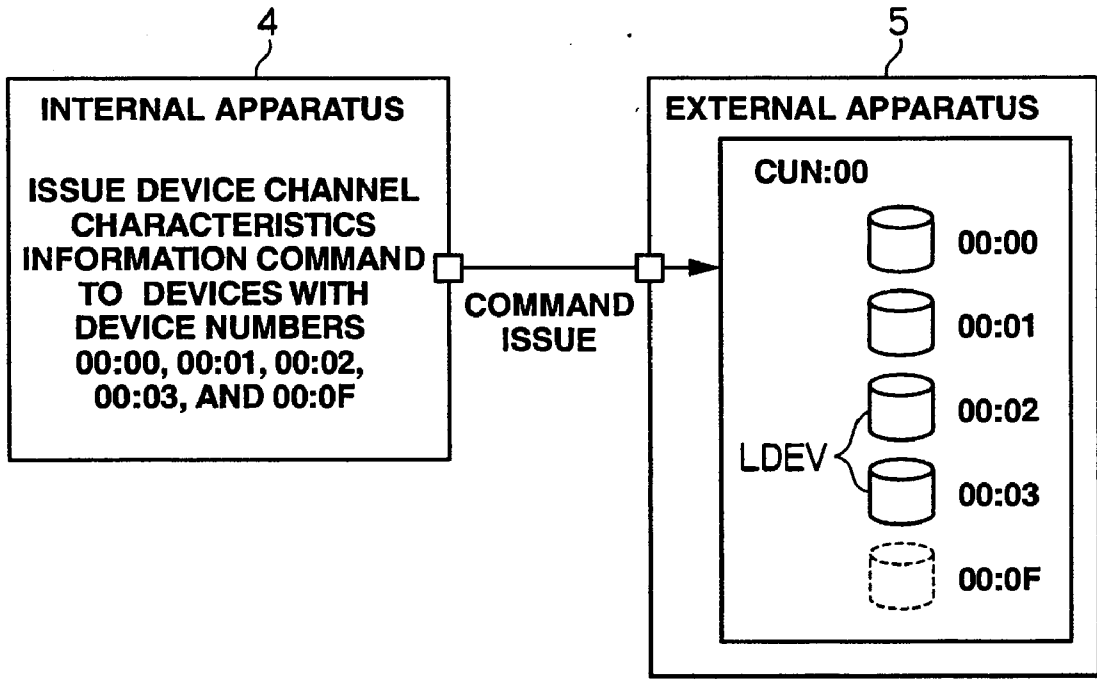 4
INTERNAL APPARATUS
ISSUE DEVICE CHANNEL
CHARACTERISTICS
INFORMATION COMMAND
TO DEVICES WITH
DEVICE NUMBERS
00:00, 00:01, 00:02,
00:03, AND 00:0F
COMMAND
ISSUE
5
EXTERNAL APPARATUS
CUN:00
00:00
00:01
00:02
LDEV
00:03
00:0F